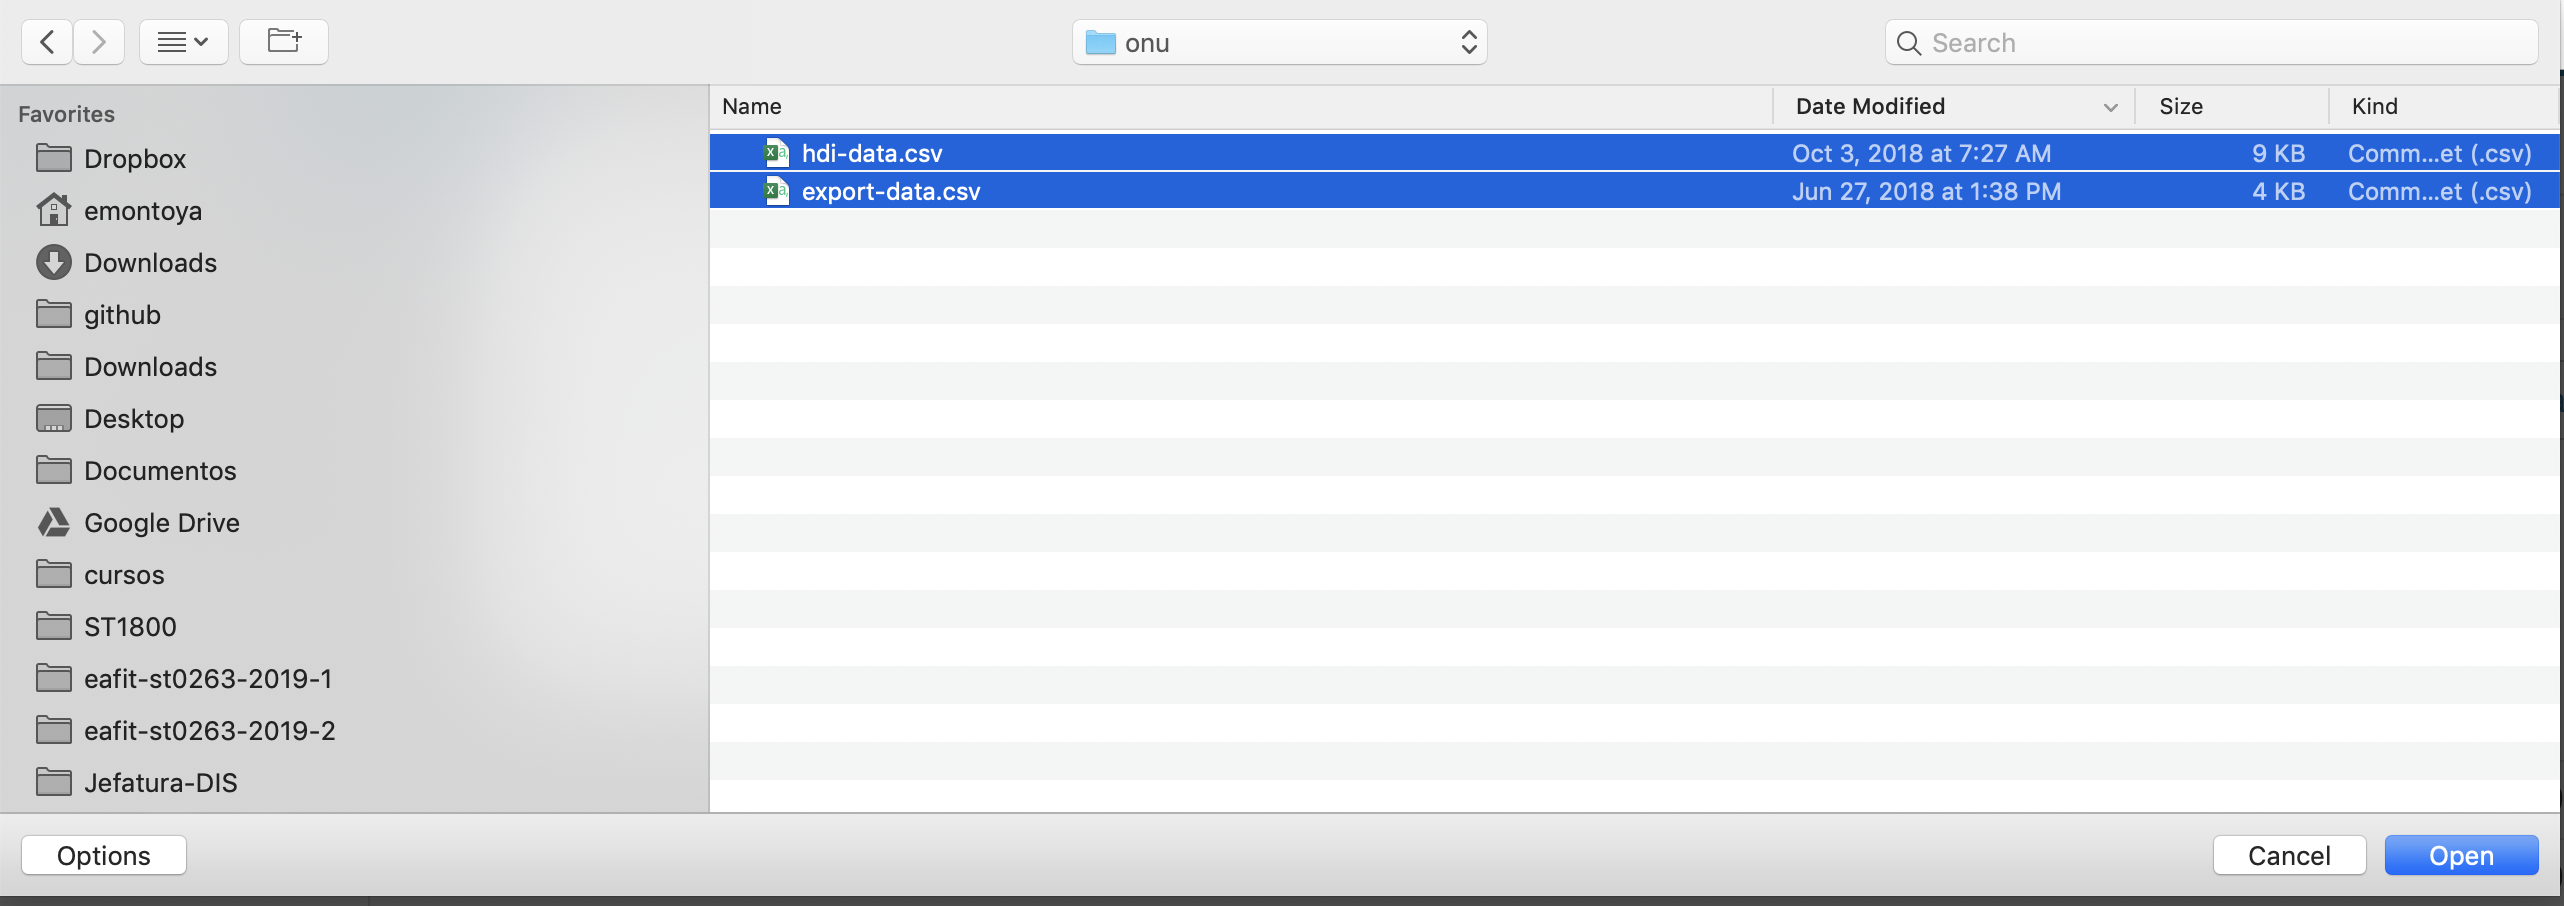 onu
Search
Favorites
Dropbox
emontoya
Downloads
github
Downloads
Desktop
Documentos
Google Drive
cursos
ST1800
eafit-st0263-2019-1
eafit-st0263-2019-2
Jefatura-DIS
Name Date Modified Size Kind
hdi-data.csv Oct 3, 2018 at 7:27 AM 9 KB Comm...et (.csv)
export-data.csv Jun 27, 2018 at 1:38 PM 4 KB Comm...et (.csv)
Options Cancel Open